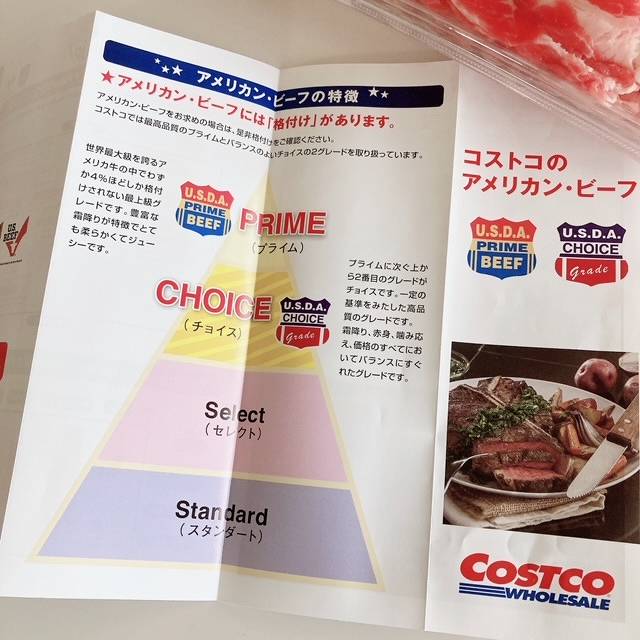 アメリカン・ビーフの特徴
★アメリカン・ビーフには「格付け」があります。
アメリカン・ビーフをお求めの場合は、是非格付けをご確認ください。
コストコでは最高品質のプライムとバランスのよいチョイスの2グレードを取り扱っています。
世界最大級を誇るア
メリカ牛の中でわず
か4%ほどしか格付
けされない最上級グ
レードです。豊富な
霜降りが特徴でとて
も柔らかくてジュー
シーです。
U.S.D.A.
PRIME
BEEF
PRIME
(プライム)
CHOICE
(チョイス)
U.S.D.A.
CHOICE
Grade
プライムに次ぐ上か
ら2番目のグレードが
チョイスです。一定の
基準をみたした高品
質のグレードです。
霜降り、赤身、噛み応
え、価格のすべてにお
いてバランスにすぐ
れたグレードです。
Select
(セレクト)
Standard
(スタンダート)
コストコの
アメリカン・ビーフ
U.S.D.A.
PRIME
BEEF
U.S.D.A.
CHOICE
Grade
COSTCO
WHOLESALE
US
BEEF